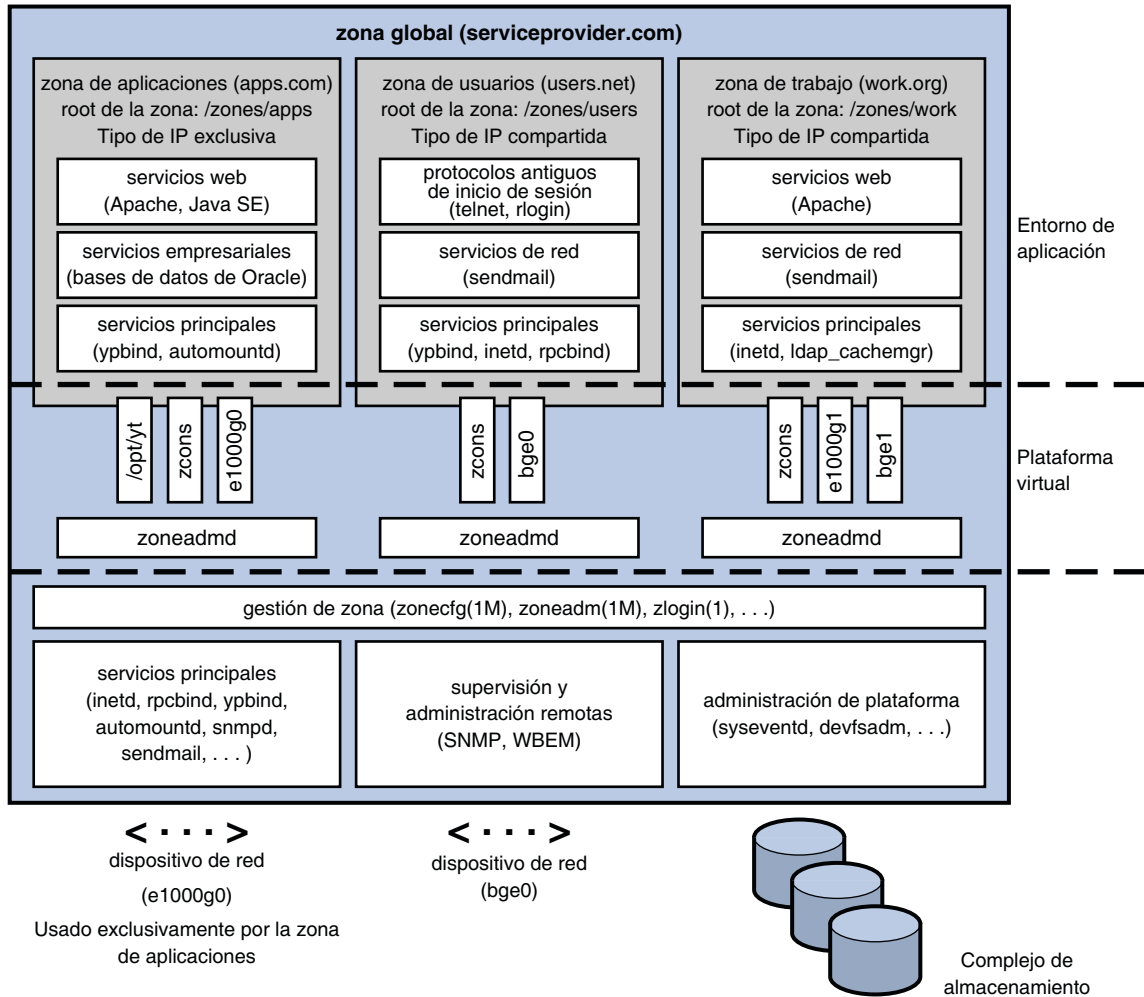 zona global (serviceprovider.com)
zona de aplicaciones (apps.com)
root de la zona: /zones/apps
Tipo de IP exclusiva
servicios web
(Apache, Java SE)
servicios empresariales
(bases de datos de Oracle)
servicios principales
(ypbind, automountd)
zona de usuarios (users.net)
root de la zona: /zones/users
Tipo de IP compartida
protocolos antiguos
de inicio de sesión
(telnet, rlogin)
servicios de red
(sendmail)
servicios principales
(ypbind, inetd, rpcbind)
zona de trabajo (work.org)
root de la zona: /zones/work
Tipo de IP compartida
servicios web
(Apache)
servicios de red
(sendmail)
servicios principales
(inetd, ldap_cachemgr)
Entorno de
aplicación
/opt/yt
zcons
e1000g0
zcons
bge0
zcons
e1000g1
bge1
Plataforma
virtual
zoneadmd
zoneadmd
zoneadmd
gestión de zona (zonecfg(1M), zoneadm(1M), zlogin(1), . . .)
servicios principales
(inetd, rpcbind, ypbind,
automountd, snmpd,
sendmail, . . . )
supervisión y
administración remotas
(SNMP, WBEM)
administración de plataforma
(syseventd, devfsadm, . . .)
<···>
dispositivo de red
(e1000g0)
Usado exclusivamente por la zona
de aplicaciones
<···>
dispositivo de red
(bge0)
Complejo de
almacenamiento